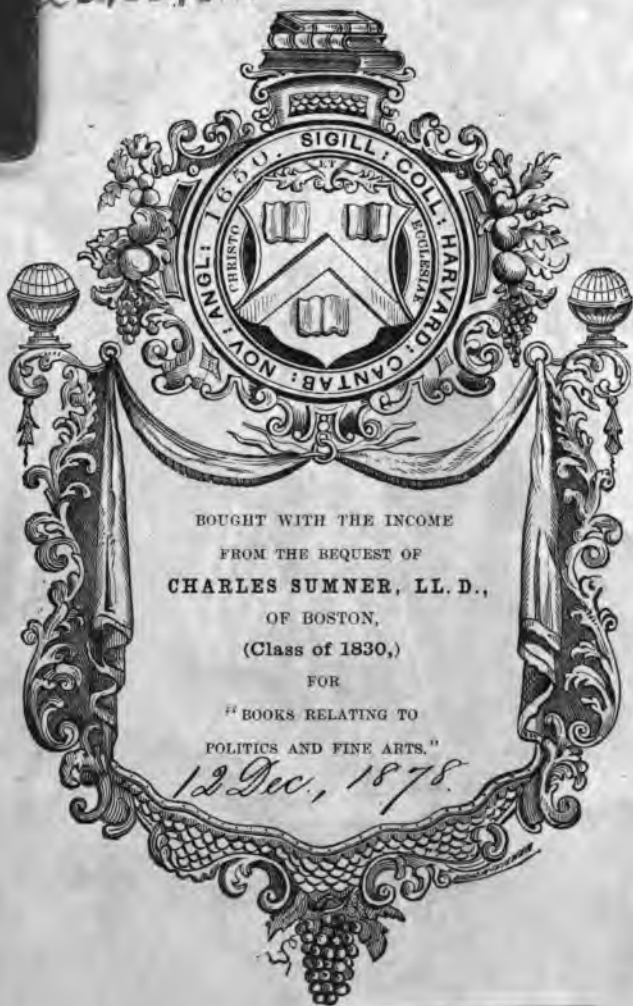 SIGILL: COLL: HARVARD: CANTAB: NOV: ANGL: 1650.
CHRISTO
ET
ECCLESIAE
BOUGHT WITH THE INCOME
FROM THE BEQUEST OF
CHARLES SUMNER, LL. D.,
OF BOSTON,
(Class of 1830,)
FOR
"BOOKS RELATING TO
POLITICS AND FINE ARTS."
12 Dec., 1878.